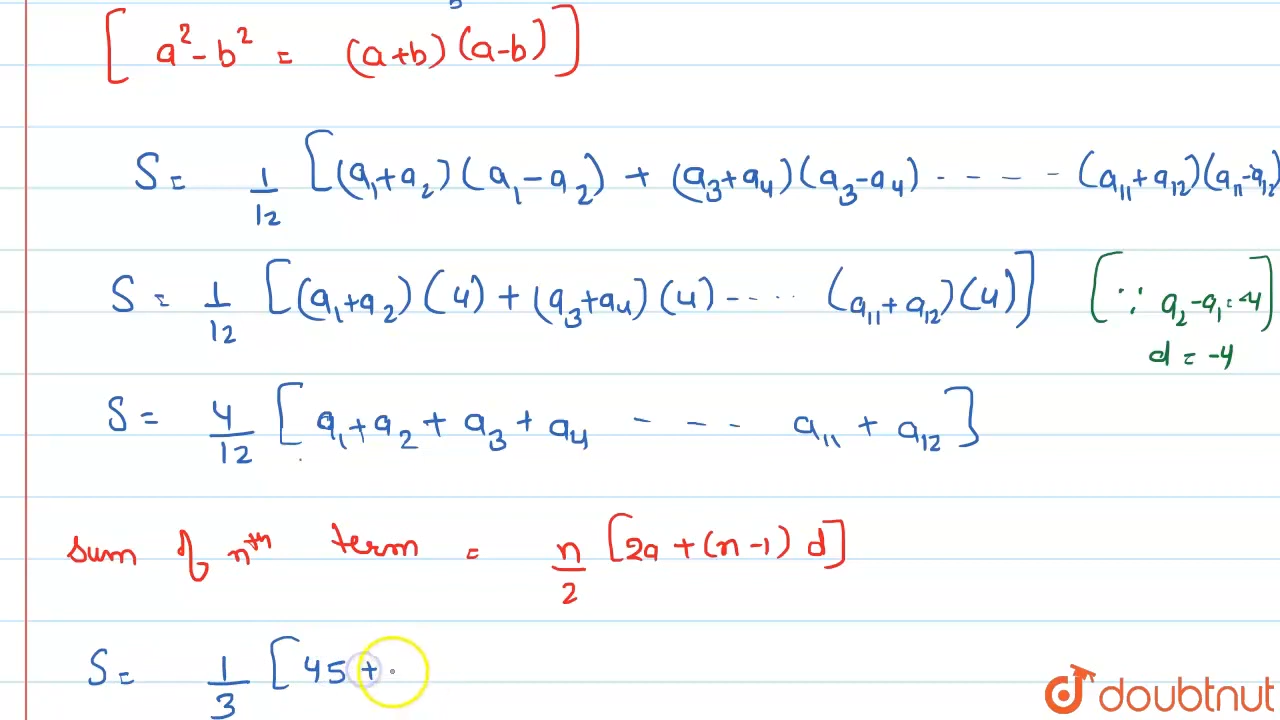 [ a² - b² = (a+b) (a-b) ]
S = 1/12 [ (a₁+a₂) (a₁-a₂) + (a₃+a₄) (a₃-a₄) ----- (a₁₁+a₁₂) (a₁₁-a₁₂)
S = 1/12 [ (a₁+a₂) (4) + (a₃+a₄) (4) ----- (a₁₁+a₁₂) (4) ] [ ∵ a₂-a₁=-4 ]
d = -4
S = 4/12 [ a₁+a₂+a₃+a₄ --- a₁₁ + a₁₂ ]
sum of nth term = n/2 [ 2a + (n-1) d ]
S = 1/3 [ 45 +
doubtnut